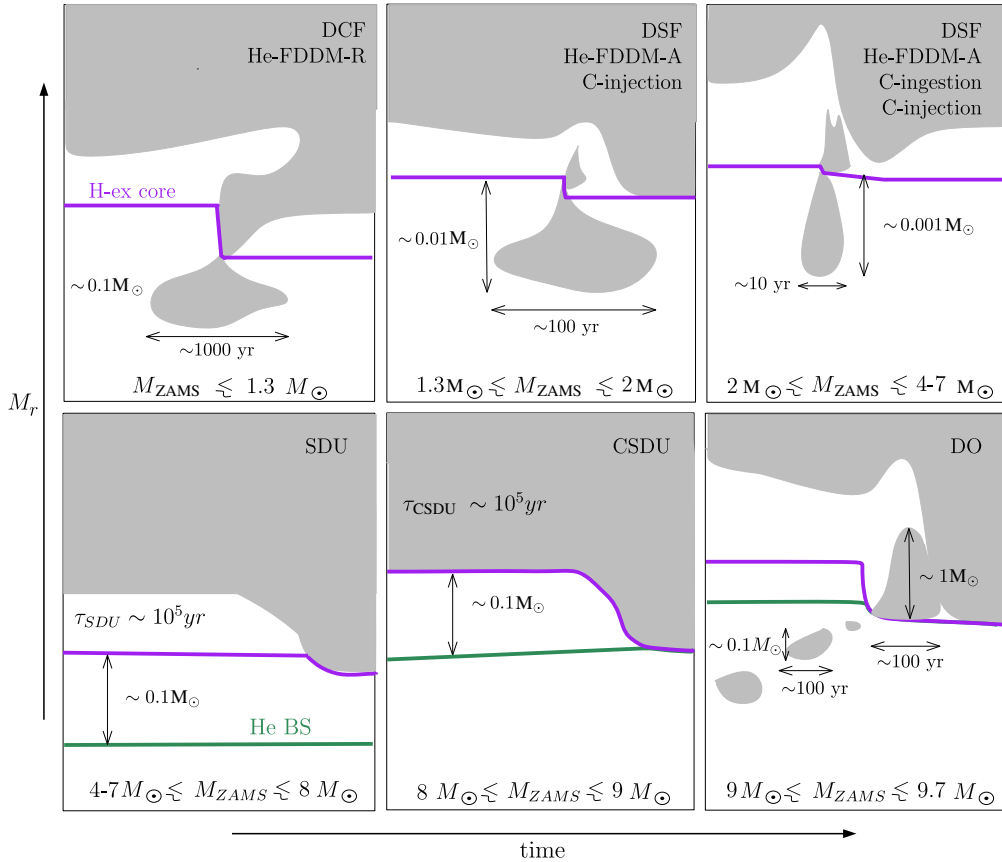 DCF
He-FDDM-R
H-ex core
∼0.1M⊙
∼1000 yr
M_ZAMS ≲ 1.3 M⊙
DSF
He-FDDM-A
C-injection
∼0.01M⊙
∼100 yr
1.3M⊙ ≲ M_ZAMS ≲ 2M⊙
DSF
He-FDDM-A
C-ingestion
C-injection
∼0.001M⊙
∼10 yr
2 M⊙ ≲ M_ZAMS ≲ 4-7 M⊙
M_r
SDU
τ_SDU ∼ 10^5yr
∼0.1M⊙
He BS
4-7 M⊙ ≲ M_ZAMS ≲ 8 M⊙
CSDU
τ_CSDU ∼ 10^5yr
∼0.1M⊙
8 M⊙ ≲ M_ZAMS ≲ 9 M⊙
DO
∼1M⊙
∼0.1M⊙
∼100 yr
∼100 yr
9M⊙ ≲ M_ZAMS ≲ 9.7 M⊙
time